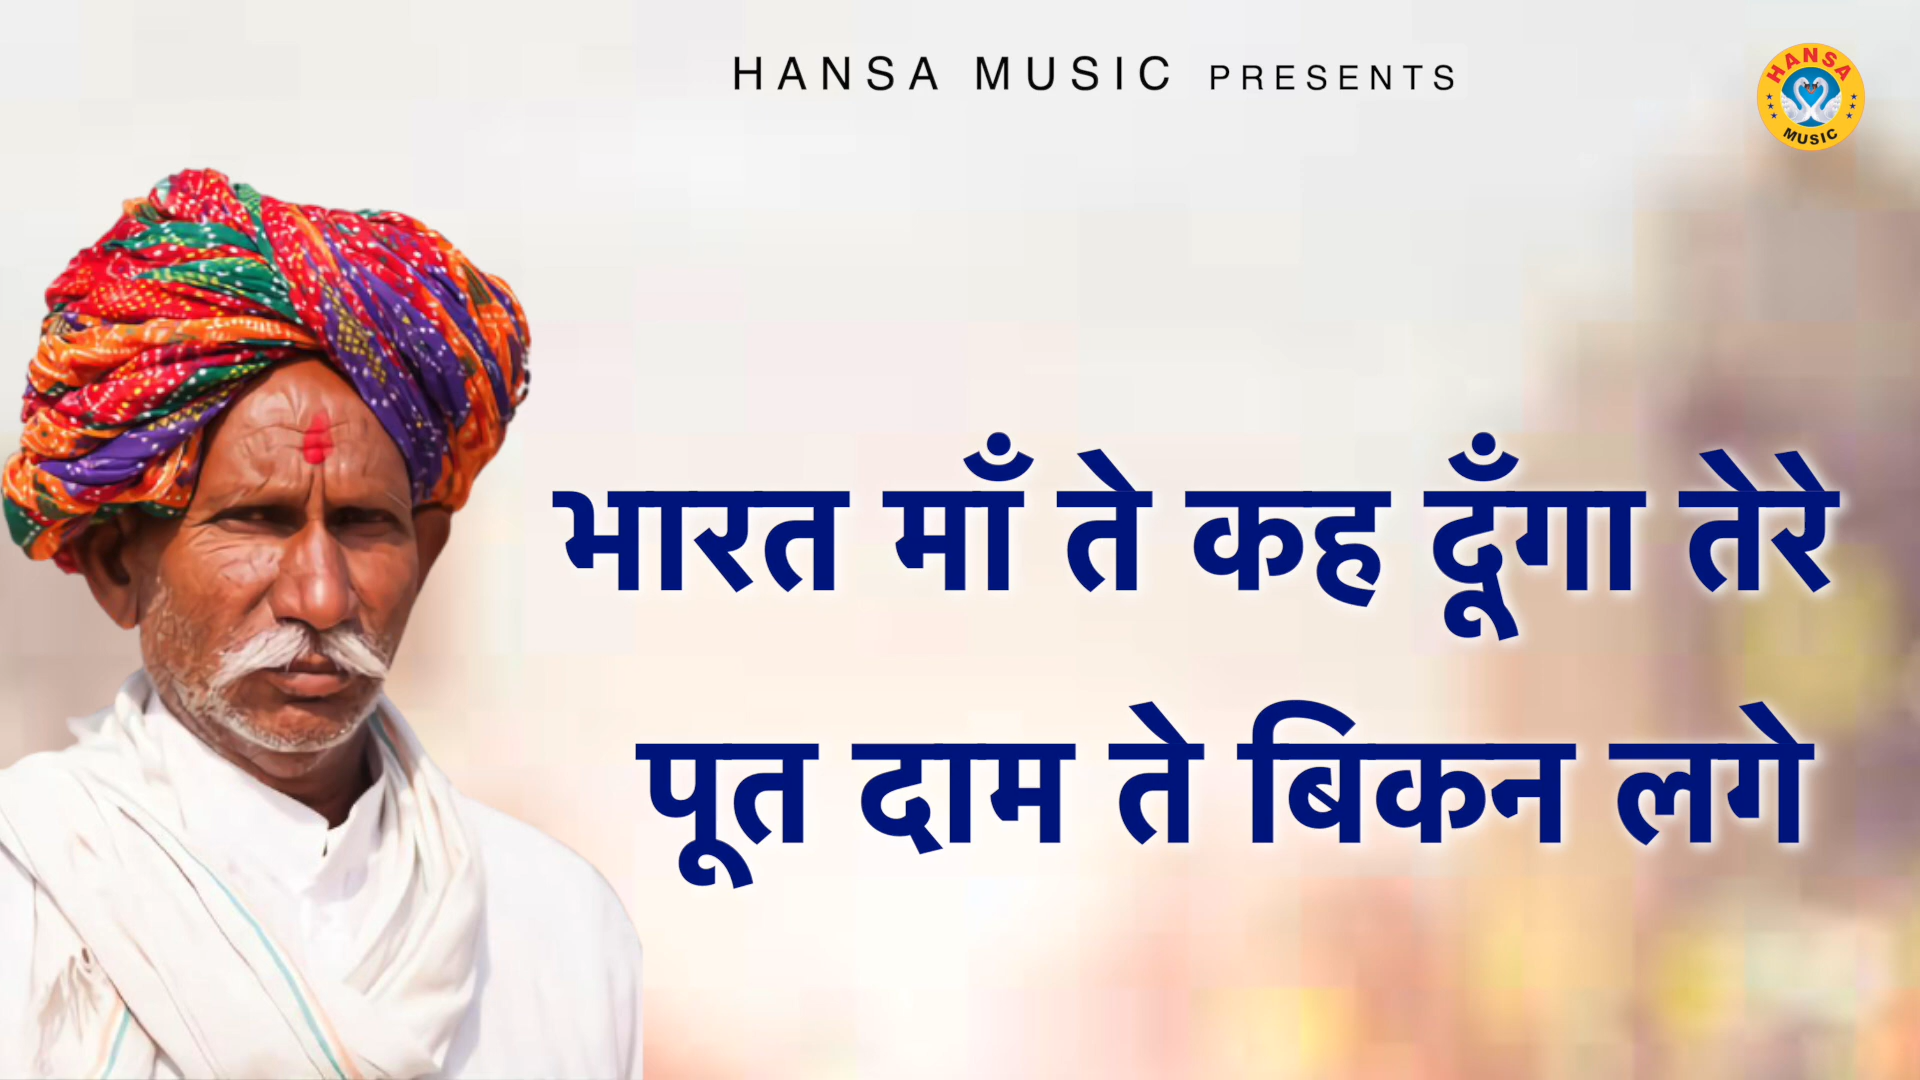 HANSA MUSIC PRESENTS
HANSA
MUSIC
भारत माँ ते कह दूँगा तेरे
पूत दाम ते बिकन लगे